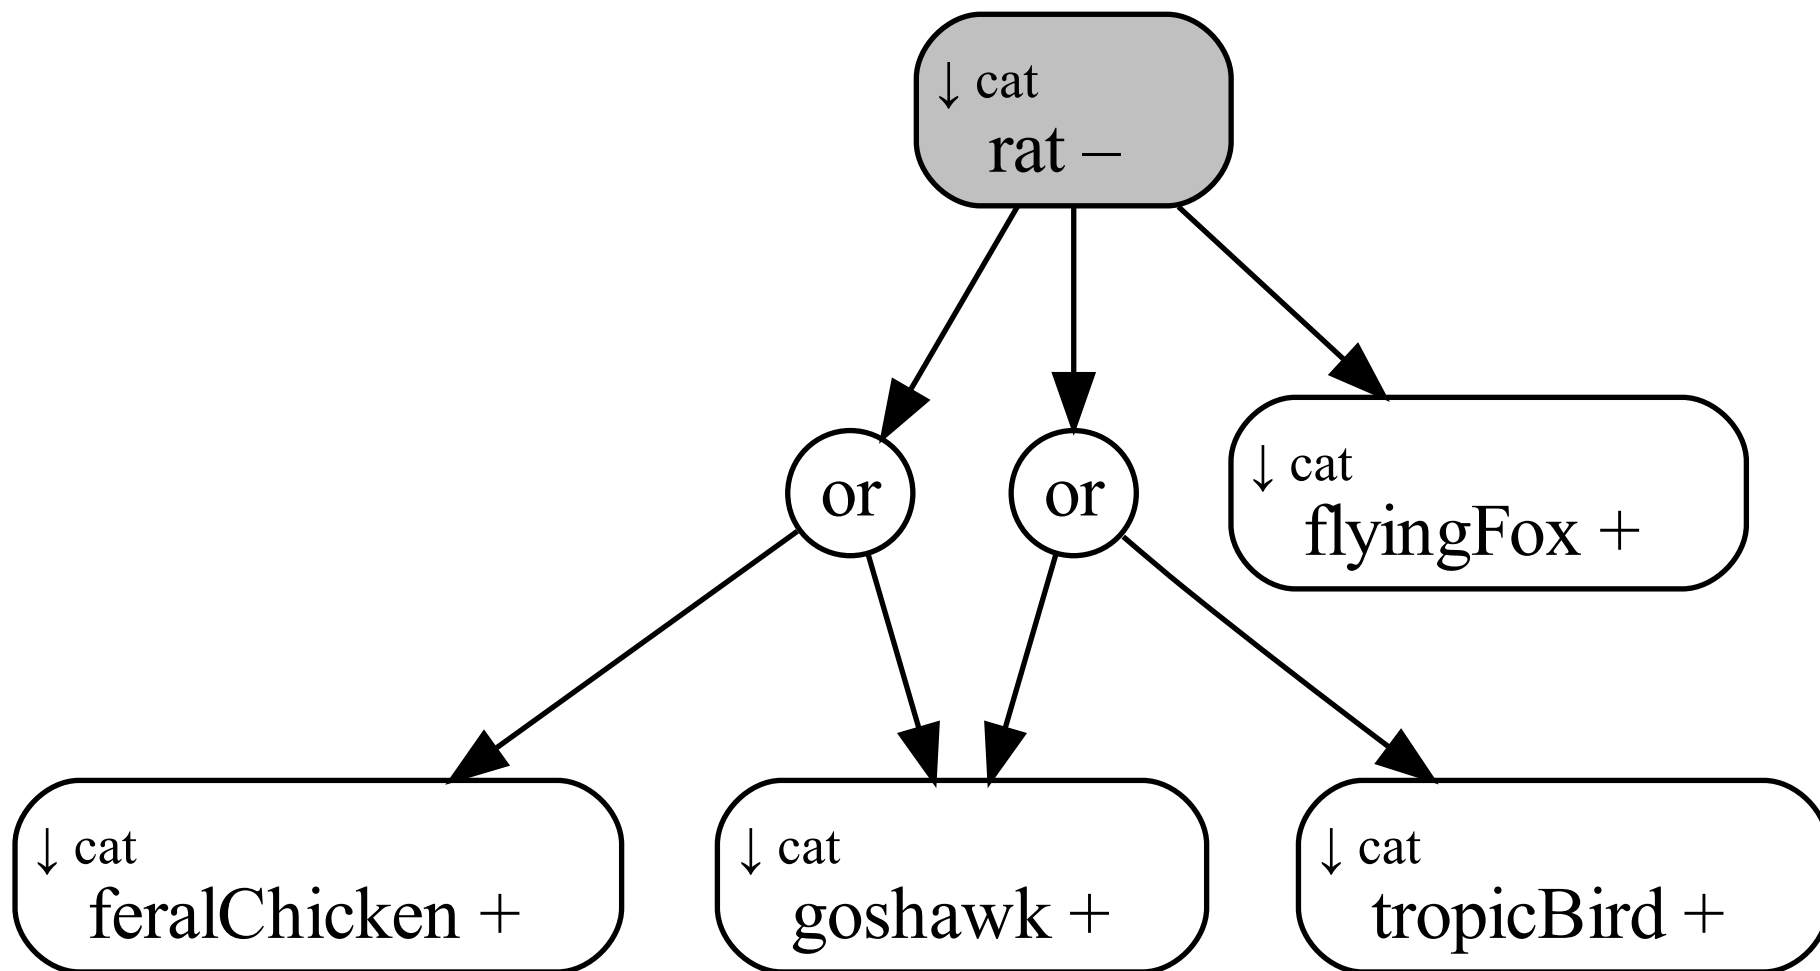 ↓ cat
rat –
or
or
↓ cat
flyingFox +
↓ cat
feralChicken +
↓ cat
goshawk +
↓ cat
tropicBird +